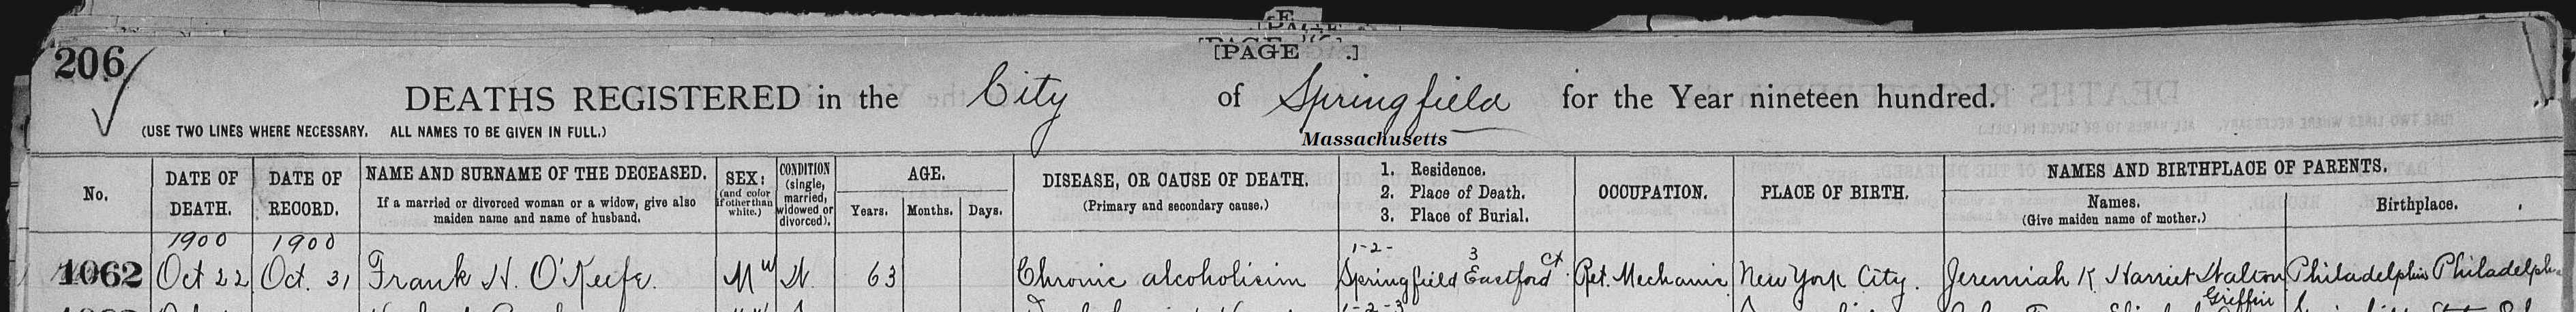 [PAGE .]
206
DEATHS REGISTERED in the City of Springfield for the Year nineteen hundred.
(USE TWO LINES WHERE NECESSARY. ALL NAMES TO BE GIVEN IN FULL.)
Massachusetts
No.
DATE OF DEATH.
DATE OF RECORD.
NAME AND SURNAME OF THE DECEASED.
If a married or divorced woman or a widow, give also maiden name and name of husband.
SEX:
(and color if other than white.)
CONDITION
(single, married, widowed or divorced).
AGE.
Years. Months. Days.
DISEASE, OR CAUSE OF DEATH.
(Primary and secondary cause.)
1. Residence.
2. Place of Death.
3. Place of Burial.
OCCUPATION.
PLACE OF BIRTH.
NAMES AND BIRTHPLACE OF PARENTS.
Names.
(Give maiden name of mother.)
Birthplace.
1900 1900 1-2- 3
1062 Oct 22 Oct. 31 Frank H. O'Keefe. M W W. 63 Chronic alcoholisim Springfield Eastford Ct. Ret. Mechanic New York City. Jeremiah K Harriet Walton Philadelphia Philadelph
Griffin